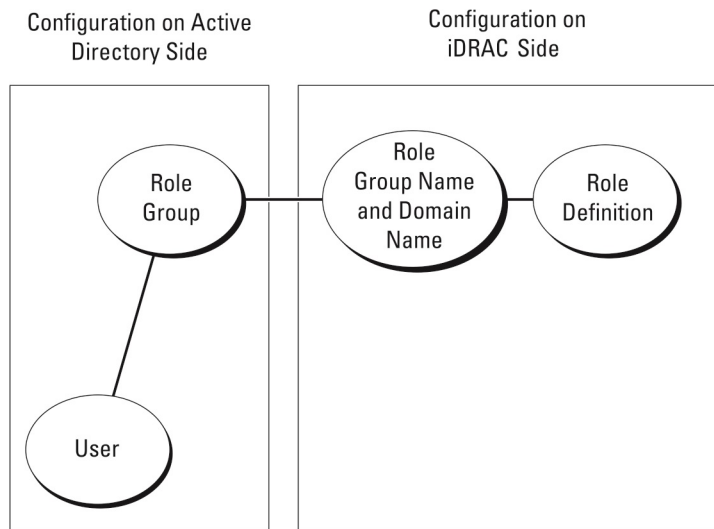 Configuration on Active
Directory Side
Configuration on
iDRAC Side
Role
Group
Role
Group Name
and Domain
Name
Role
Definition
User